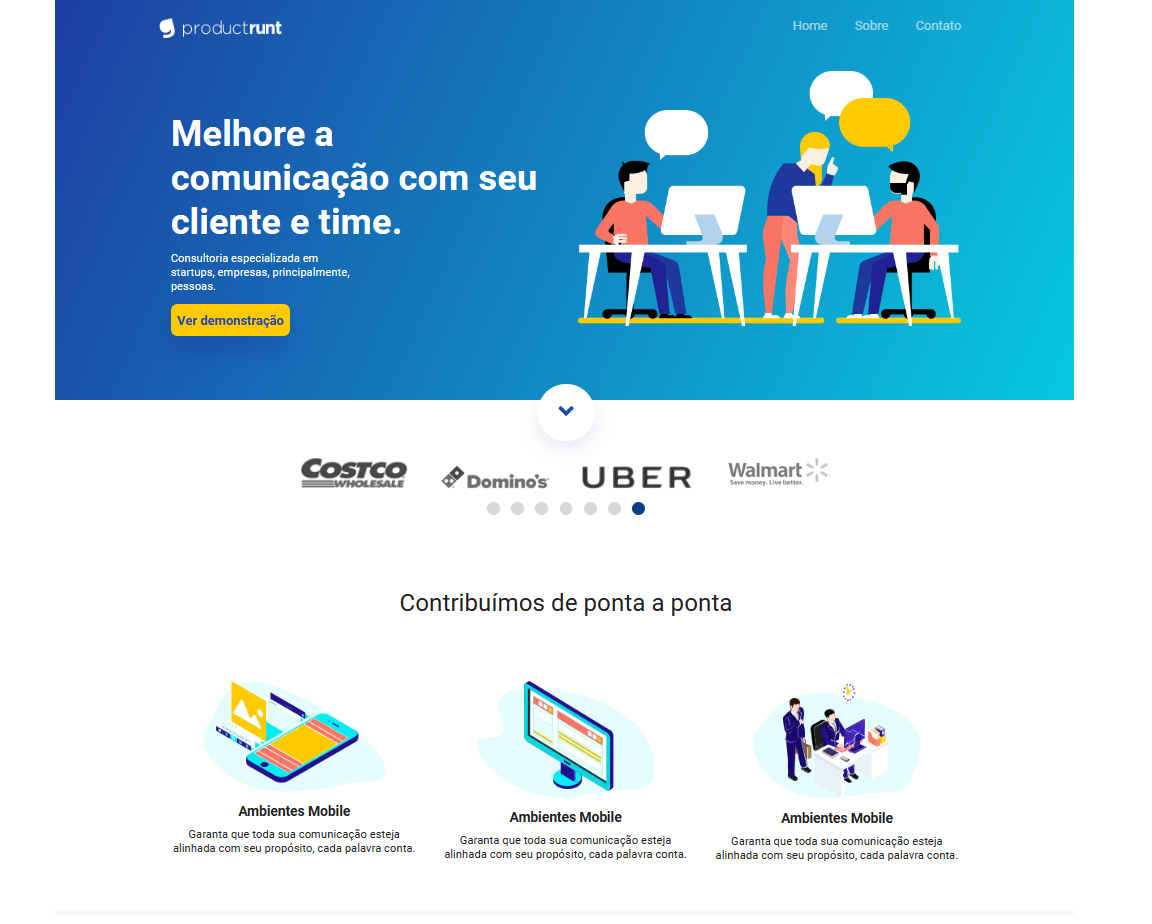 productrunt
Home Sobre Contato
Melhore a
comunicação com seu
cliente e time.
Consultoria especializada em
startups, empresas, principalmente,
pessoas.
Ver demonstração
COSTCO
WHOLESALE
Domino's
UBER
Walmart
Save money. Live better.
Contribuímos de ponta a ponta
Ambientes Mobile
Garanta que toda sua comunicação esteja
alinhada com seu propósito, cada palavra conta.
Ambientes Mobile
Garanta que toda sua comunicação esteja
alinhada com seu propósito, cada palavra conta.
Ambientes Mobile
Garanta que toda sua comunicação esteja
alinhada com seu propósito, cada palavra conta.